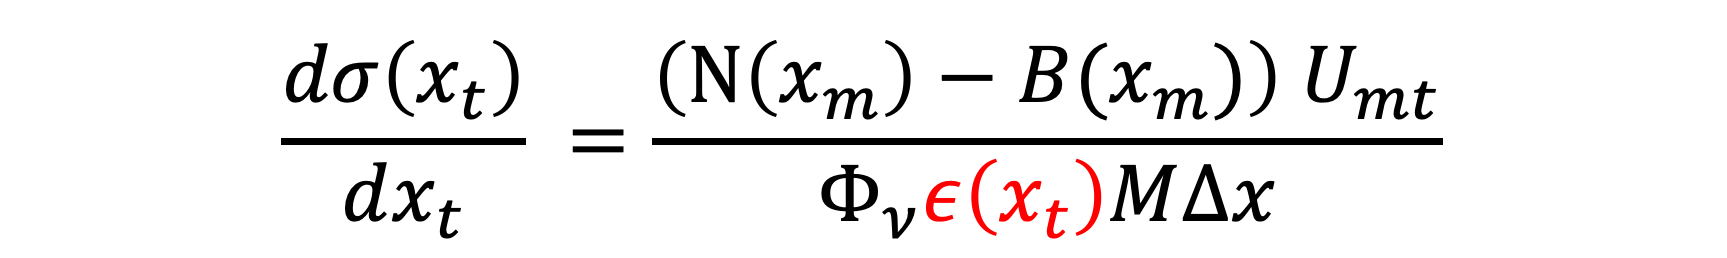 dσ(x_t)/dx_t = (N(x_m) − B(x_m)) U_mt / Φ_ν ϵ(x_t) M Δx